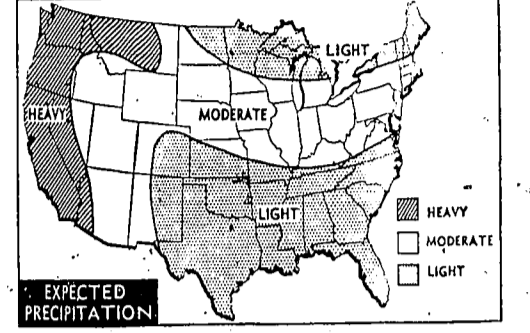 LIGHT
HEAVY
MODERATE
LIGHT
HEAVY
MODERATE
LIGHT
EXPECTED
PRECIPITATION